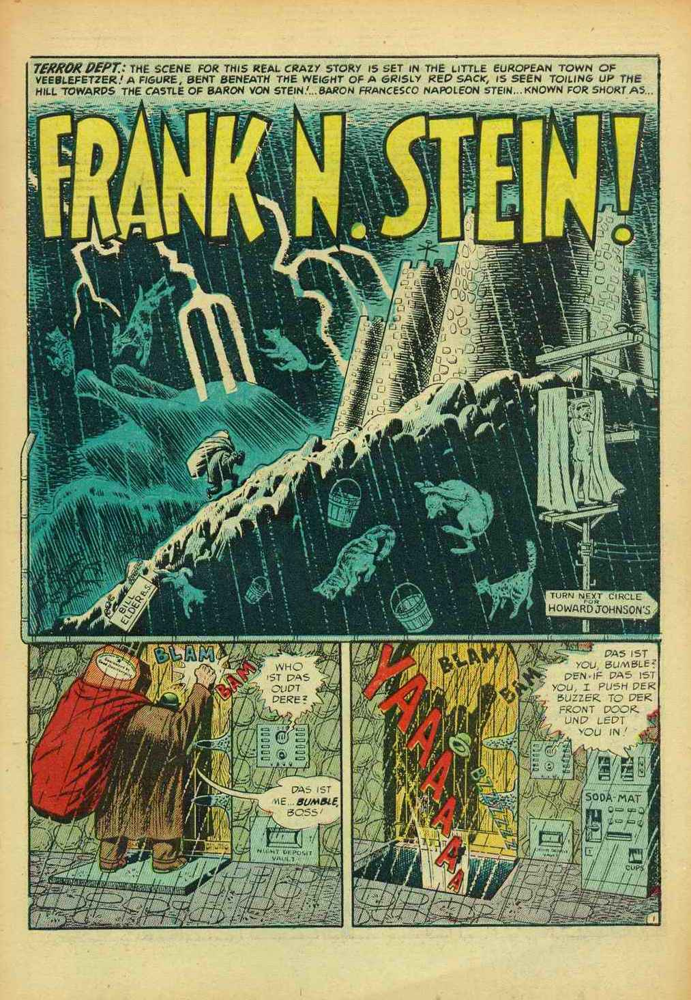 TERROR DEPT.: THE SCENE FOR THIS REAL CRAZY STORY IS SET IN THE LITTLE EUROPEAN TOWN OF
VEEBLEFETZER! A FIGURE, BENT BENEATH THE WEIGHT OF A GRISLY RED SACK, IS SEEN TOILING UP THE
HILL TOWARDS THE CASTLE OF BARON VON STEIN!...BARON FRANCESCO NAPOLEON STEIN...KNOWN FOR SHORT AS...
FRANK N. STEIN!
BILL
ELDER B.S.
TURN NEXT CIRCLE
FOR
HOWARD JOHNSON'S
BLAM
BAM
WHO
IST DAS
OUDT
DERE?
DAS IST
ME... BUMBLE,
BOSS!
NIGHT DEPOSIT
VAULT
YAAAAAAAA
BLAM
BAM
BZZZZZZ
DAS IST
YOU, BUMBLE?
DEN IF DAS IST
YOU, I PUSH DER
BUZZER TO DER
FRONT DOOR
UND LEDT
YOU IN!
SODA-MAT
CUPS
1